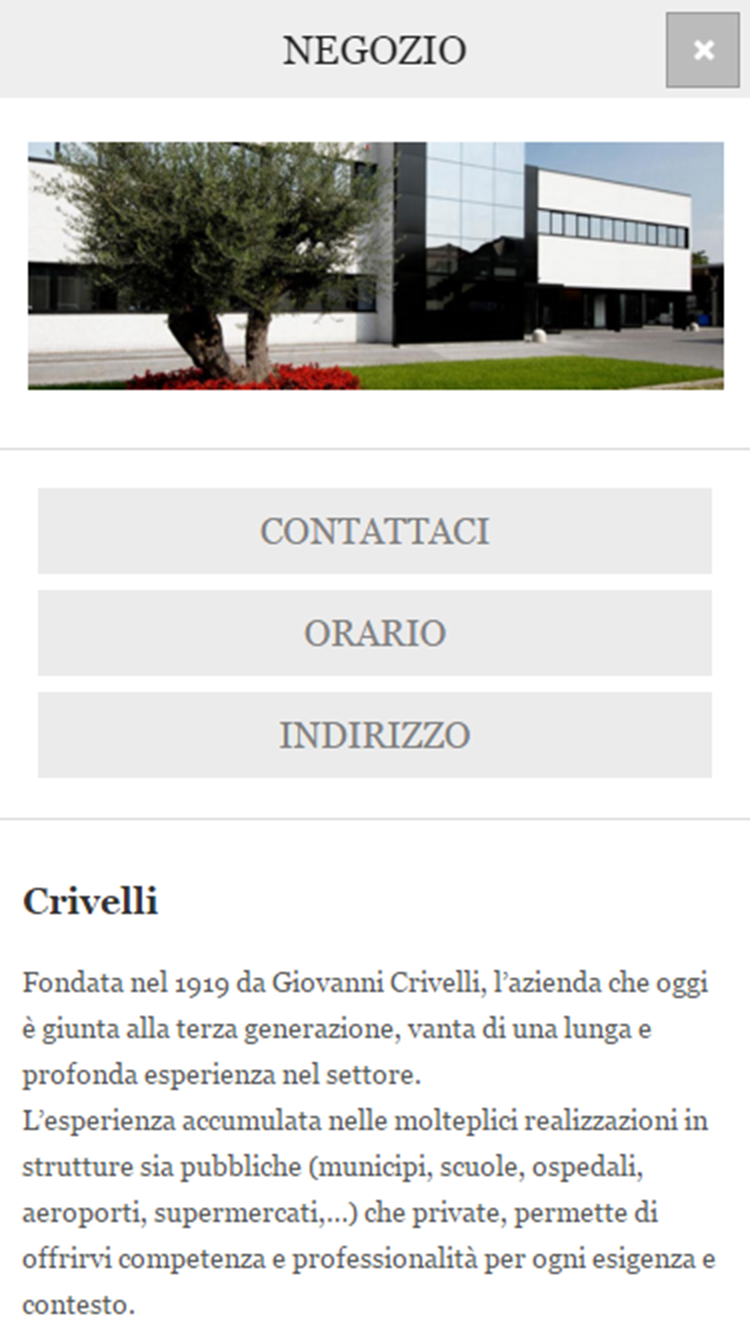 NEGOZIO
CONTATTACI
ORARIO
INDIRIZZO
Crivelli
Fondata nel 1919 da Giovanni Crivelli, l’azienda che oggi
è giunta alla terza generazione, vanta di una lunga e
profonda esperienza nel settore.
L’esperienza accumulata nelle molteplici realizzazioni in
strutture sia pubbliche (municipi, scuole, ospedali,
aeroporti, supermercati,...) che private, permette di
offrirvi competenza e professionalità per ogni esigenza e
contesto.